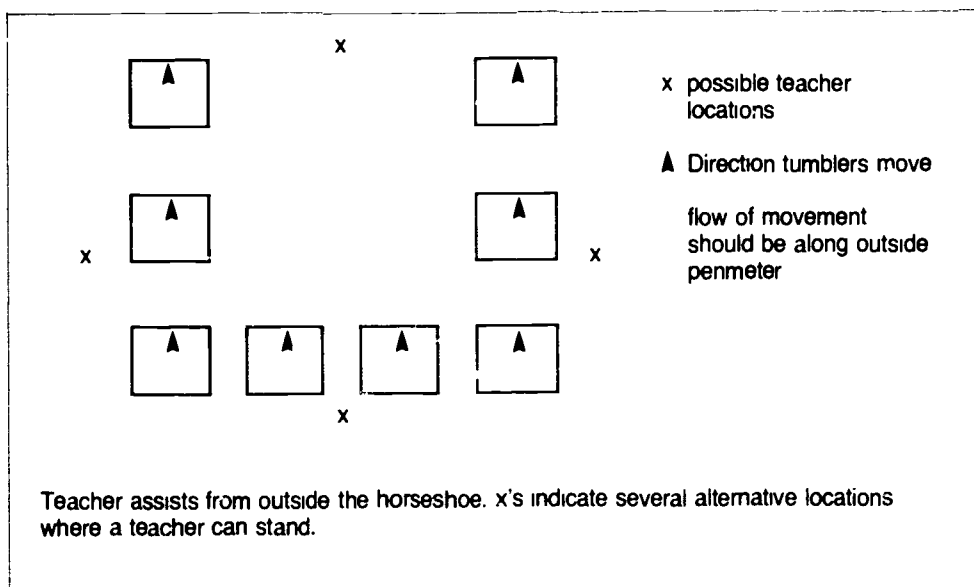 x
x possible teacher
locations
Direction tumblers move
flow of movement
should be along outside
penmeter
x
x
x
Teacher assists from outside the horseshoe. x's indicate several alternative locations
where a teacher can stand.